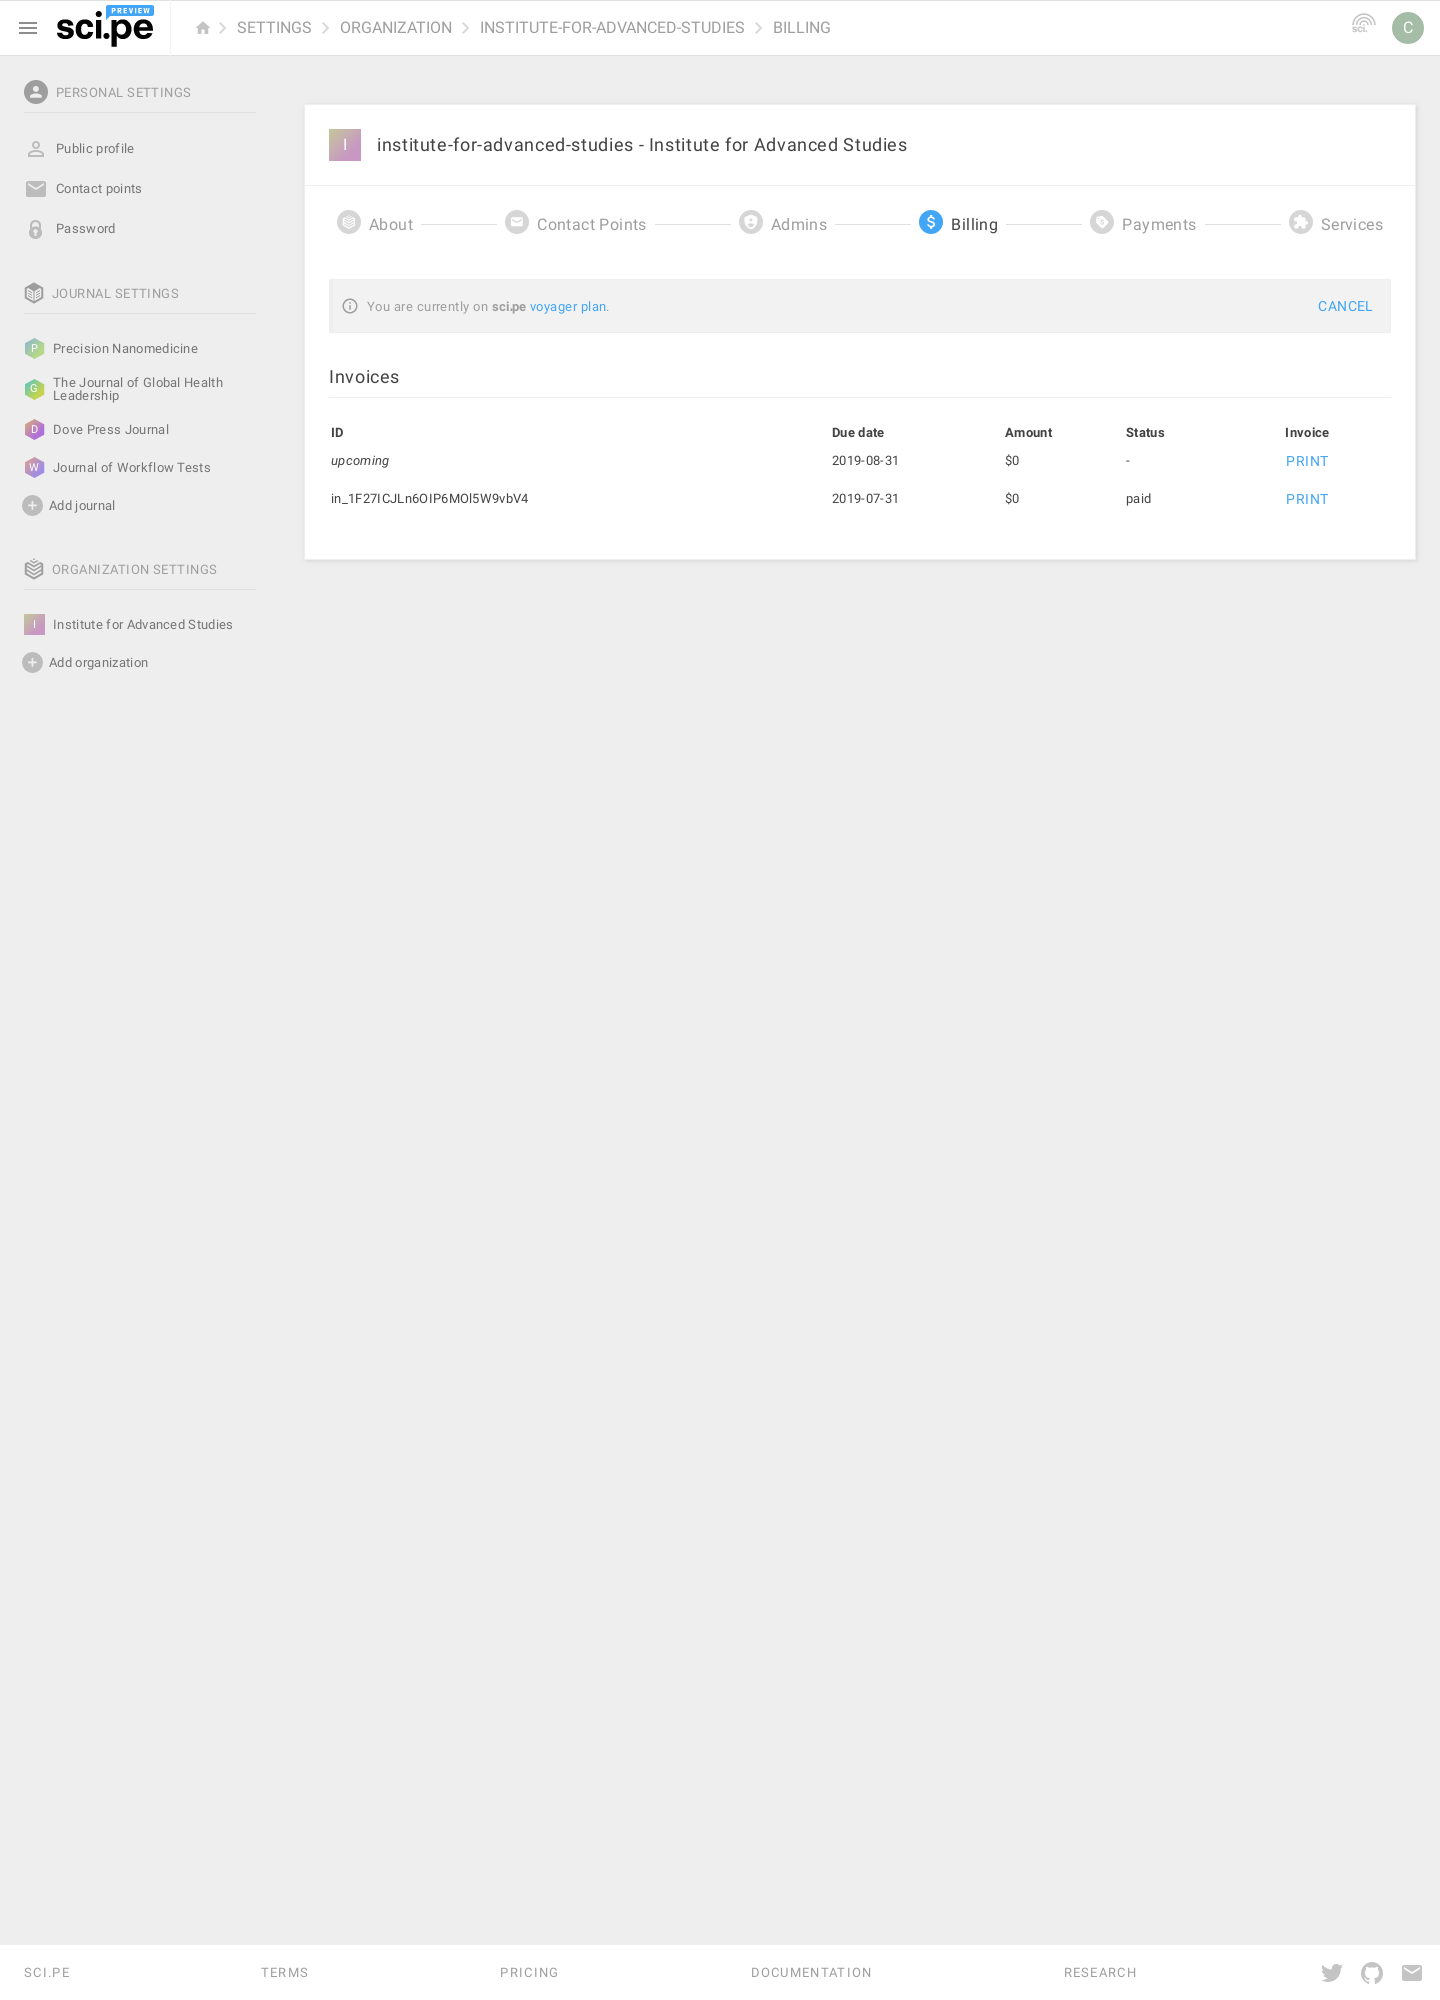 PREVIEW
sci.pe
SETTINGS ORGANIZATION INSTITUTE-FOR-ADVANCED-STUDIES BILLING
sci.
C
PERSONAL SETTINGS
Public profile
Contact points
Password
JOURNAL SETTINGS
P Precision Nanomedicine
G The Journal of Global Health
Leadership
D Dove Press Journal
W Journal of Workflow Tests
Add journal
ORGANIZATION SETTINGS
I Institute for Advanced Studies
Add organization
I institute-for-advanced-studies - Institute for Advanced Studies
About Contact Points Admins $ Billing Payments Services
You are currently on sci.pe voyager plan. CANCEL
Invoices
ID Due date Amount Status Invoice
upcoming 2019-08-31 $0 - PRINT
in_1F27ICJLn6OIP6MOl5W9vbV4 2019-07-31 $0 paid PRINT
SCI.PE TERMS PRICING DOCUMENTATION RESEARCH